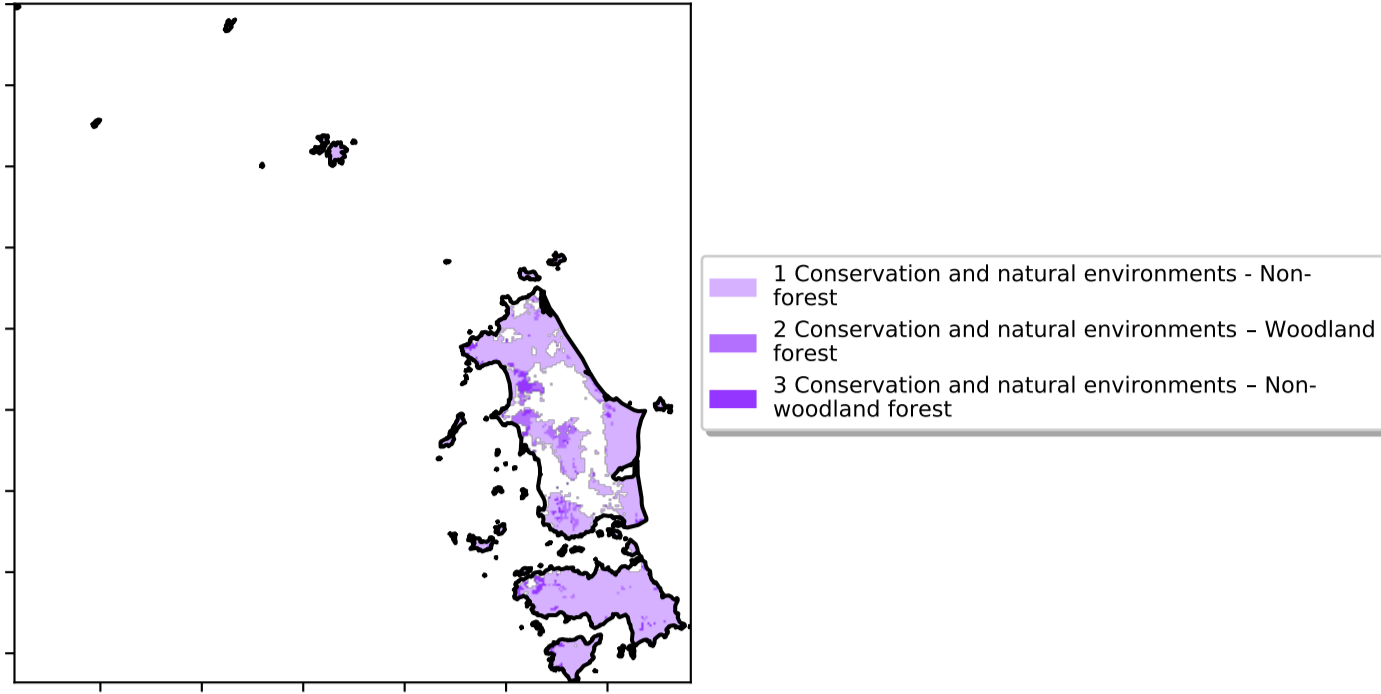 1 Conservation and natural environments - Non-
forest
2 Conservation and natural environments – Woodland
forest
3 Conservation and natural environments – Non-
woodland forest